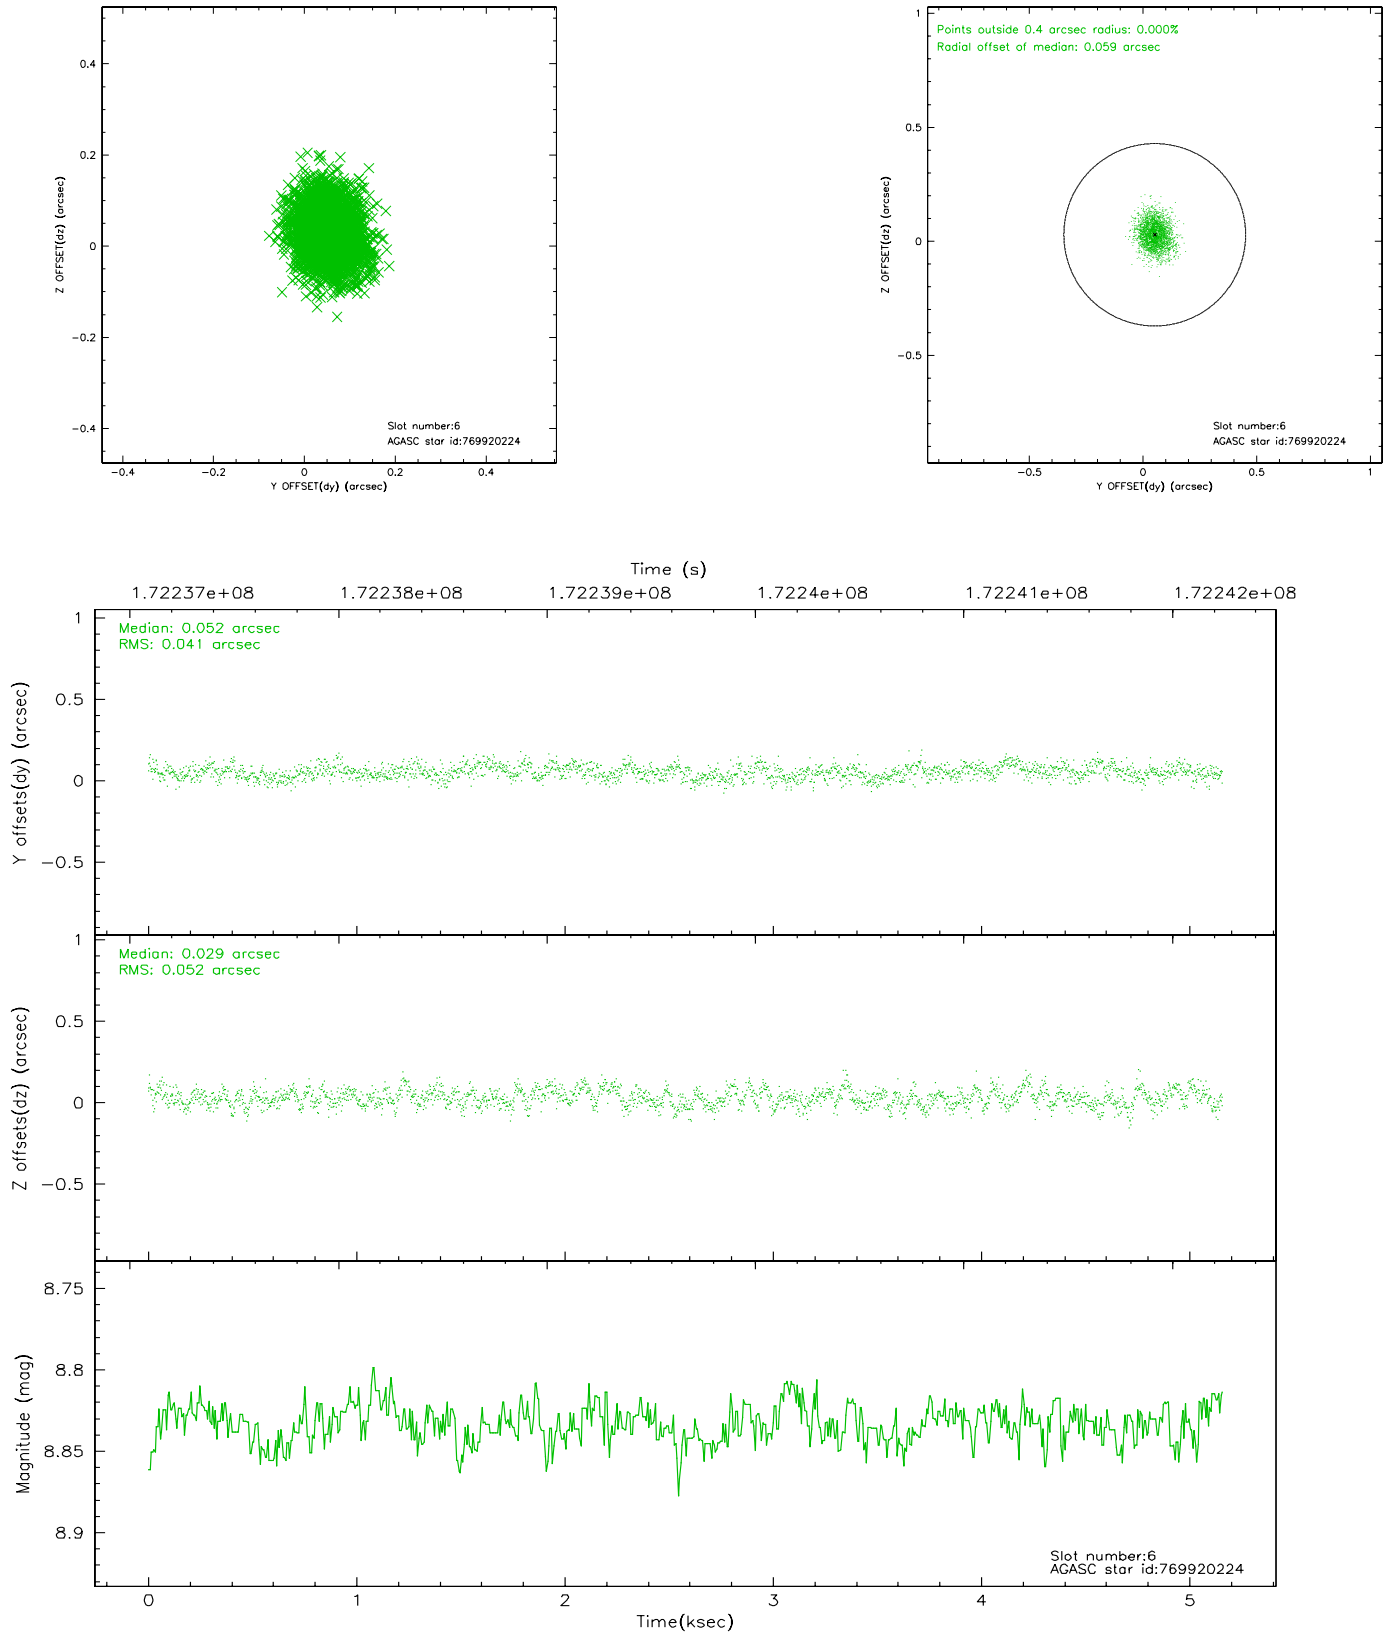 0.4
0.2
0
−0.2
−0.4
Z OFFSET(dz) (arcsec)
Slot number:6
AGASC star id:769920224
−0.4 −0.2 0 0.2 0.4
Y OFFSET(dy) (arcsec)
Points outside 0.4 arcsec radius: 0.000%
Radial offset of median: 0.059 arcsec
1
0.5
0
−0.5
Z OFFSET(dz) (arcsec)
Slot number:6
AGASC star id:769920224
−0.5 0 0.5 1
Y OFFSET(dy) (arcsec)
Time (s)
1.72237e+08 1.72238e+08 1.72239e+08 1.7224e+08 1.72241e+08 1.72242e+08
Median: 0.052 arcsec
RMS: 0.041 arcsec
1
0.5
0
−0.5
Y offsets(dy) (arcsec)
Median: 0.029 arcsec
RMS: 0.052 arcsec
1
0.5
0
−0.5
Z offsets(dz) (arcsec)
8.75
8.8
8.85
8.9
Magnitude (mag)
Slot number:6
AGASC star id:769920224
0 1 2 3 4 5
Time(ksec)